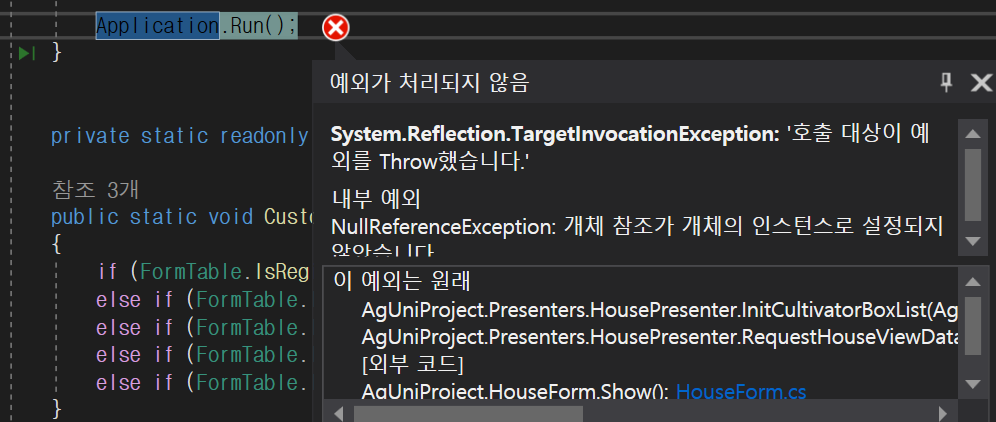 Application.Run();
}
예외가 처리되지 않음
private static readonly
System.Reflection.TargetInvocationException: '호출 대상이 예
외를 Throw했습니다.'
참조 3개
내부 예외
public static void Custo
NullReferenceException: 개체 참조가 개체의 인스턴스로 설정되지
않았습니다
{
이 예외는 원래
if (FormTable.IsReg
AgUniProject.Presenters.HousePresenter.InitCultivatorBoxList(Ag
else if (FormTable.
AgUniProject.Presenters.HousePresenter.RequestHouseViewData
else if (FormTable.
[외부 코드]
else if (FormTable.
AgUniProject.HouseForm.Show(): HouseForm.cs
else if (FormTable.
}